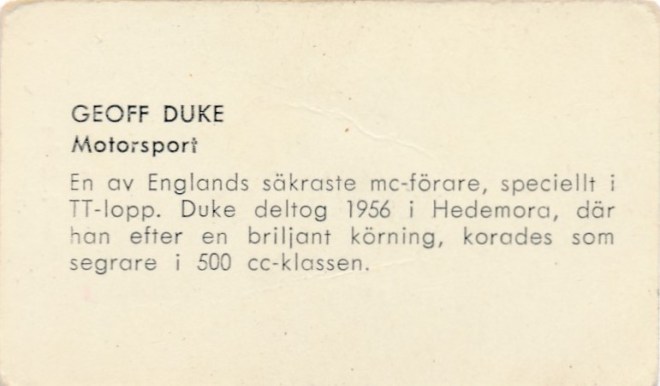 GEOFF DUKE
Motorsport
En av Englands säkraste mc-förare, speciellt i
TT-lopp. Duke deltog 1956 i Hedemora, där
han efter en briljant körning, korades som
segrare i 500 cc-klassen.